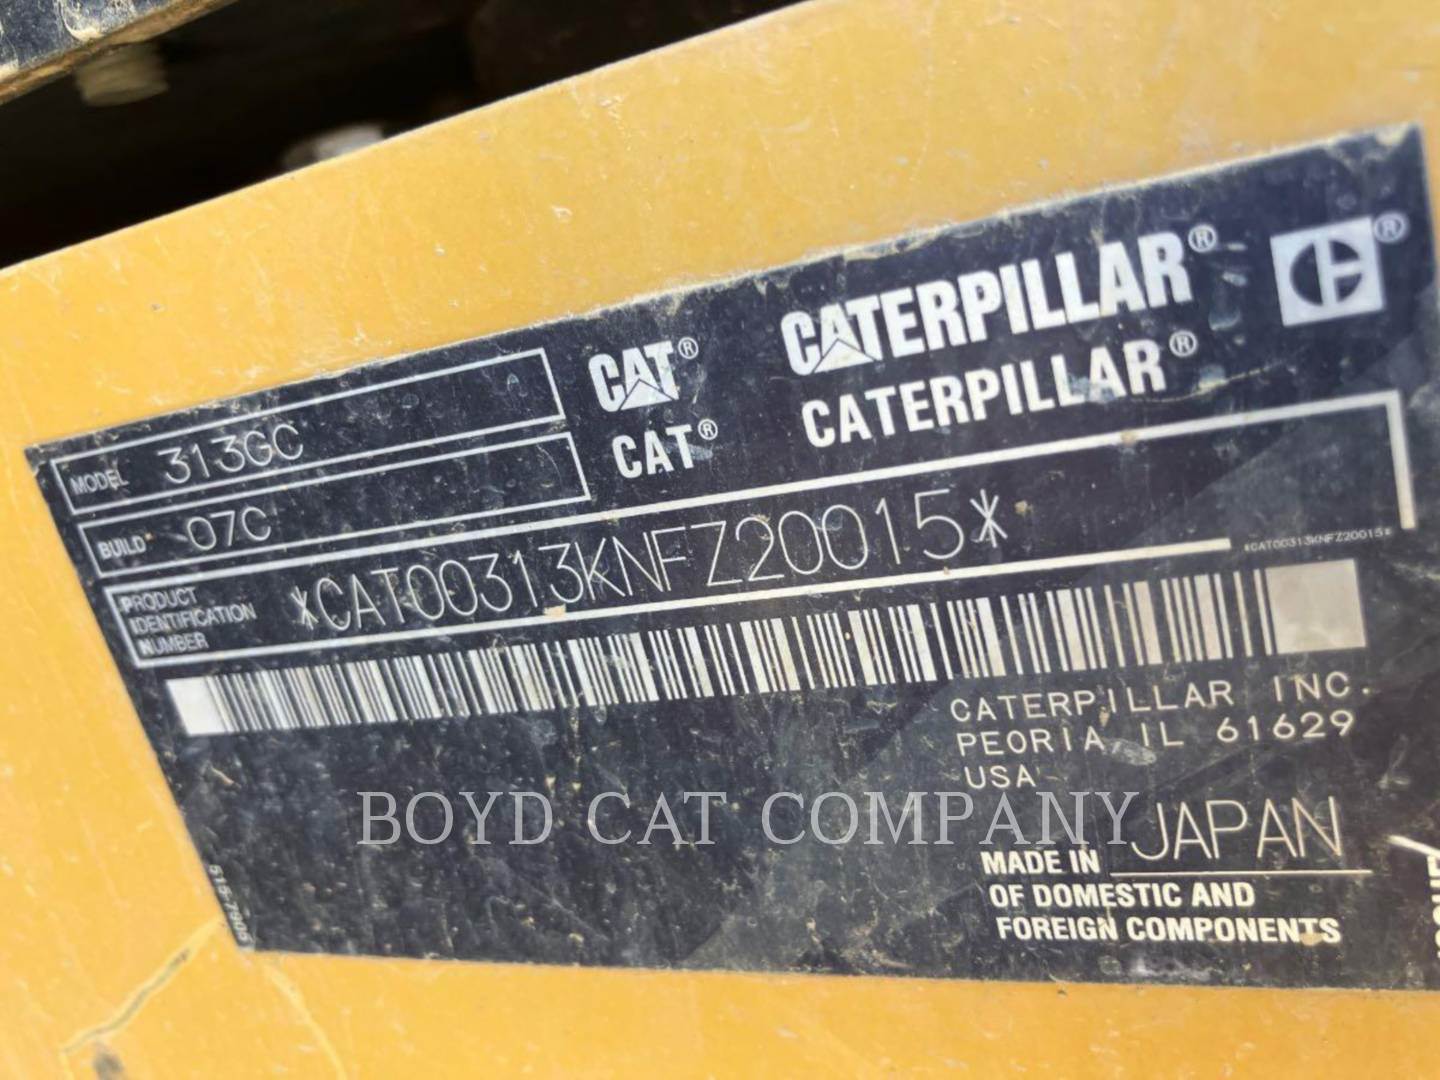 CAT® CATERPILLAR® C®
CAT® CATERPILLAR®
MODEL 313GC
BUILD 07C
PRODUCT IDENTIFICATION NUMBER *CAT00313KNFZ20015*
*CAT00313KNFZ20015*
CATERPILLAR INC.
PEORIA, IL 61629
USA
BOYD CAT COMPANY
MADE IN JAPAN
OF DOMESTIC AND
FOREIGN COMPONENTS